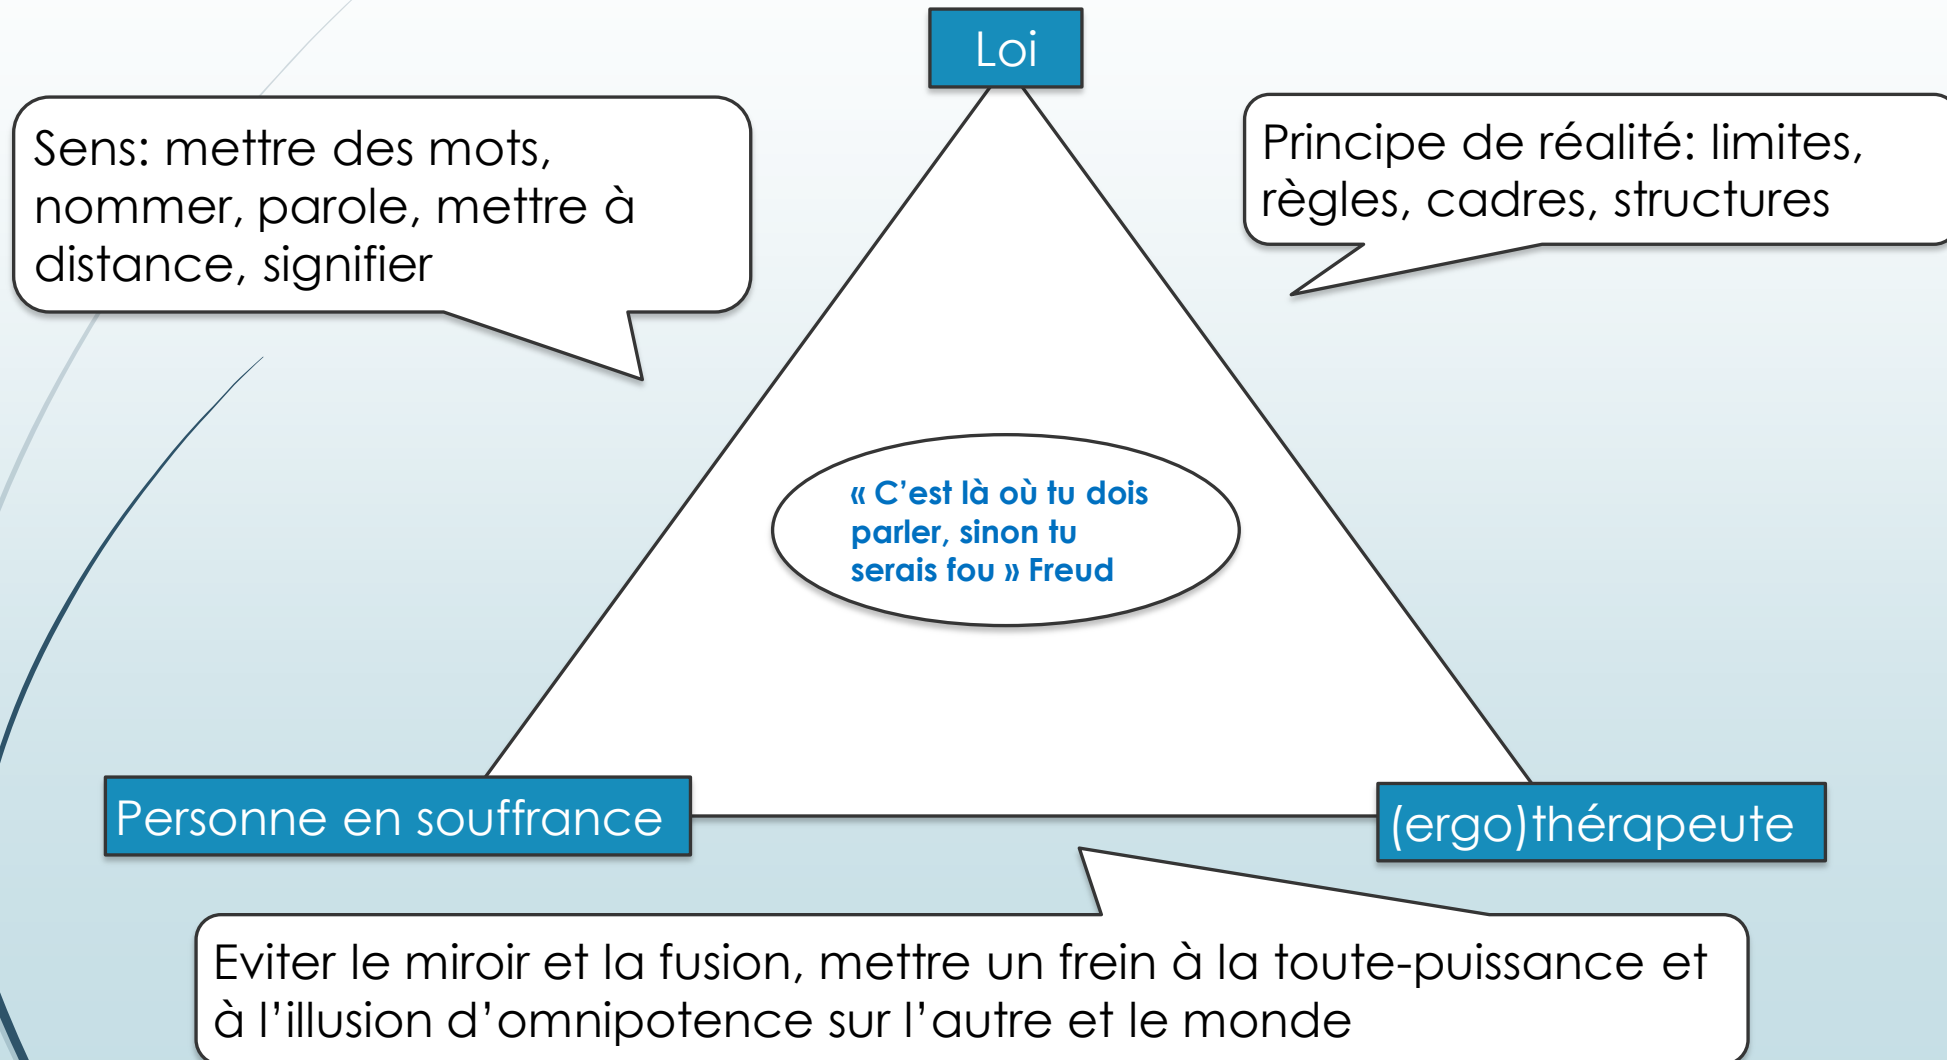 Loi
Sens: mettre des mots,
nommer, parole, mettre à
distance, signifier
Principe de réalité: limites,
règles, cadres, structures
« C’est là où tu dois
parler, sinon tu
serais fou » Freud
Personne en souffrance
(ergo)thérapeute
Eviter le miroir et la fusion, mettre un frein à la toute-puissance et
à l’illusion d’omnipotence sur l’autre et le monde